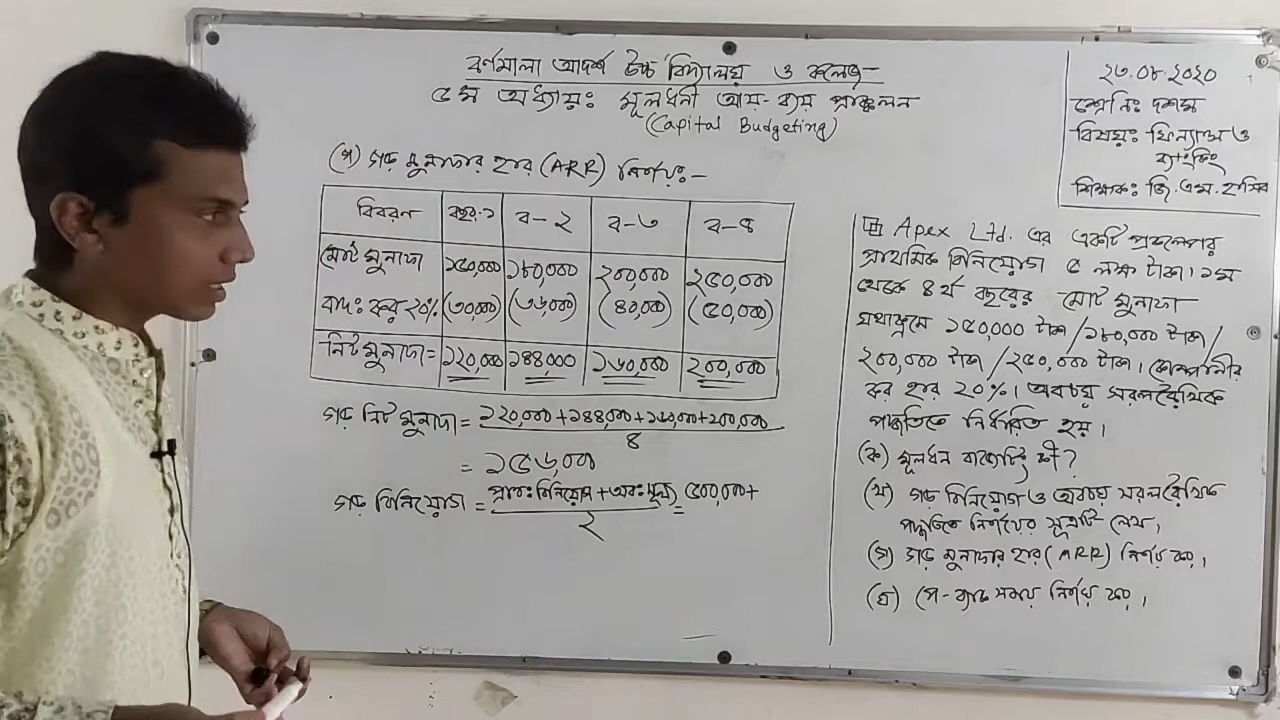 বর্ণমালা আদর্শ উচ্চ বিদ্যালয় ও কলেজ
৫ম অধ্যায়ঃ মূলধনী আয়-ব্যয় প্রাক্কলন
(Capital Budgeting)
২৩.০৮.২০২০
শ্রেনিঃ দশম
বিষয়ঃ ফিন্যান্স ও
ব্যাংকিং
শিক্ষকঃ জি.এম. হাসিব
(গ) গড় মুনাফার হার (ARR) নির্ণয়ঃ-
বিবরণ বছর-১ ব-২ ব-৩ ব-৪
মোট মুনাফা ১৫০,০০০ ১৮০,০০০ ২০০,০০০ ২৫০,০০০
বাদঃ কর ২০% (৩০,০০০) (৩৬,০০০) (৪০,০০০) (৫০,০০০)
নিট মুনাফা= ১২০,০০০ ১৪৪,০০০ ১৬০,০০০ ২০০,০০০
গড় নিট মুনাফা = ১২০,০০০+১৪৪,০০০+১৬০,০০০+২০০,০০০
৪
= ১৫৬,০০০
গড় বিনিয়োগ = প্রাথঃ বিনিয়োগ + অবঃ মূল্য = ৫০০,০০০+
২
Apex Ltd. এর একটি প্রকল্পের
প্রাথমিক বিনিয়োগ ৫ লক্ষ টাকা। ১ম
থেকে ৪র্থ বছরের মোট মুনাফা
যথাক্রমে ১৫০,০০০ টাকা/১৮০,০০০ টাকা/
২০০,০০০ টাকা/২৫০,০০০ টাকা। কোম্পানীর
কর হার ২০%। অবচয় সরলরৈখিক
পদ্ধতিতে নির্ধারিত হয়।
(ক) মূলধন বাজেটিং কী?
(খ) গড় বিনিয়োগ ও অবচয় সরলরৈখিক
পদ্ধতিতে নির্ণয়ের সূত্রটি লেখ।
(গ) গড় মুনাফার হার (ARR) নির্ণয় কর।
(ঘ) পে-ব্যাক সময় নির্ণয় কর।